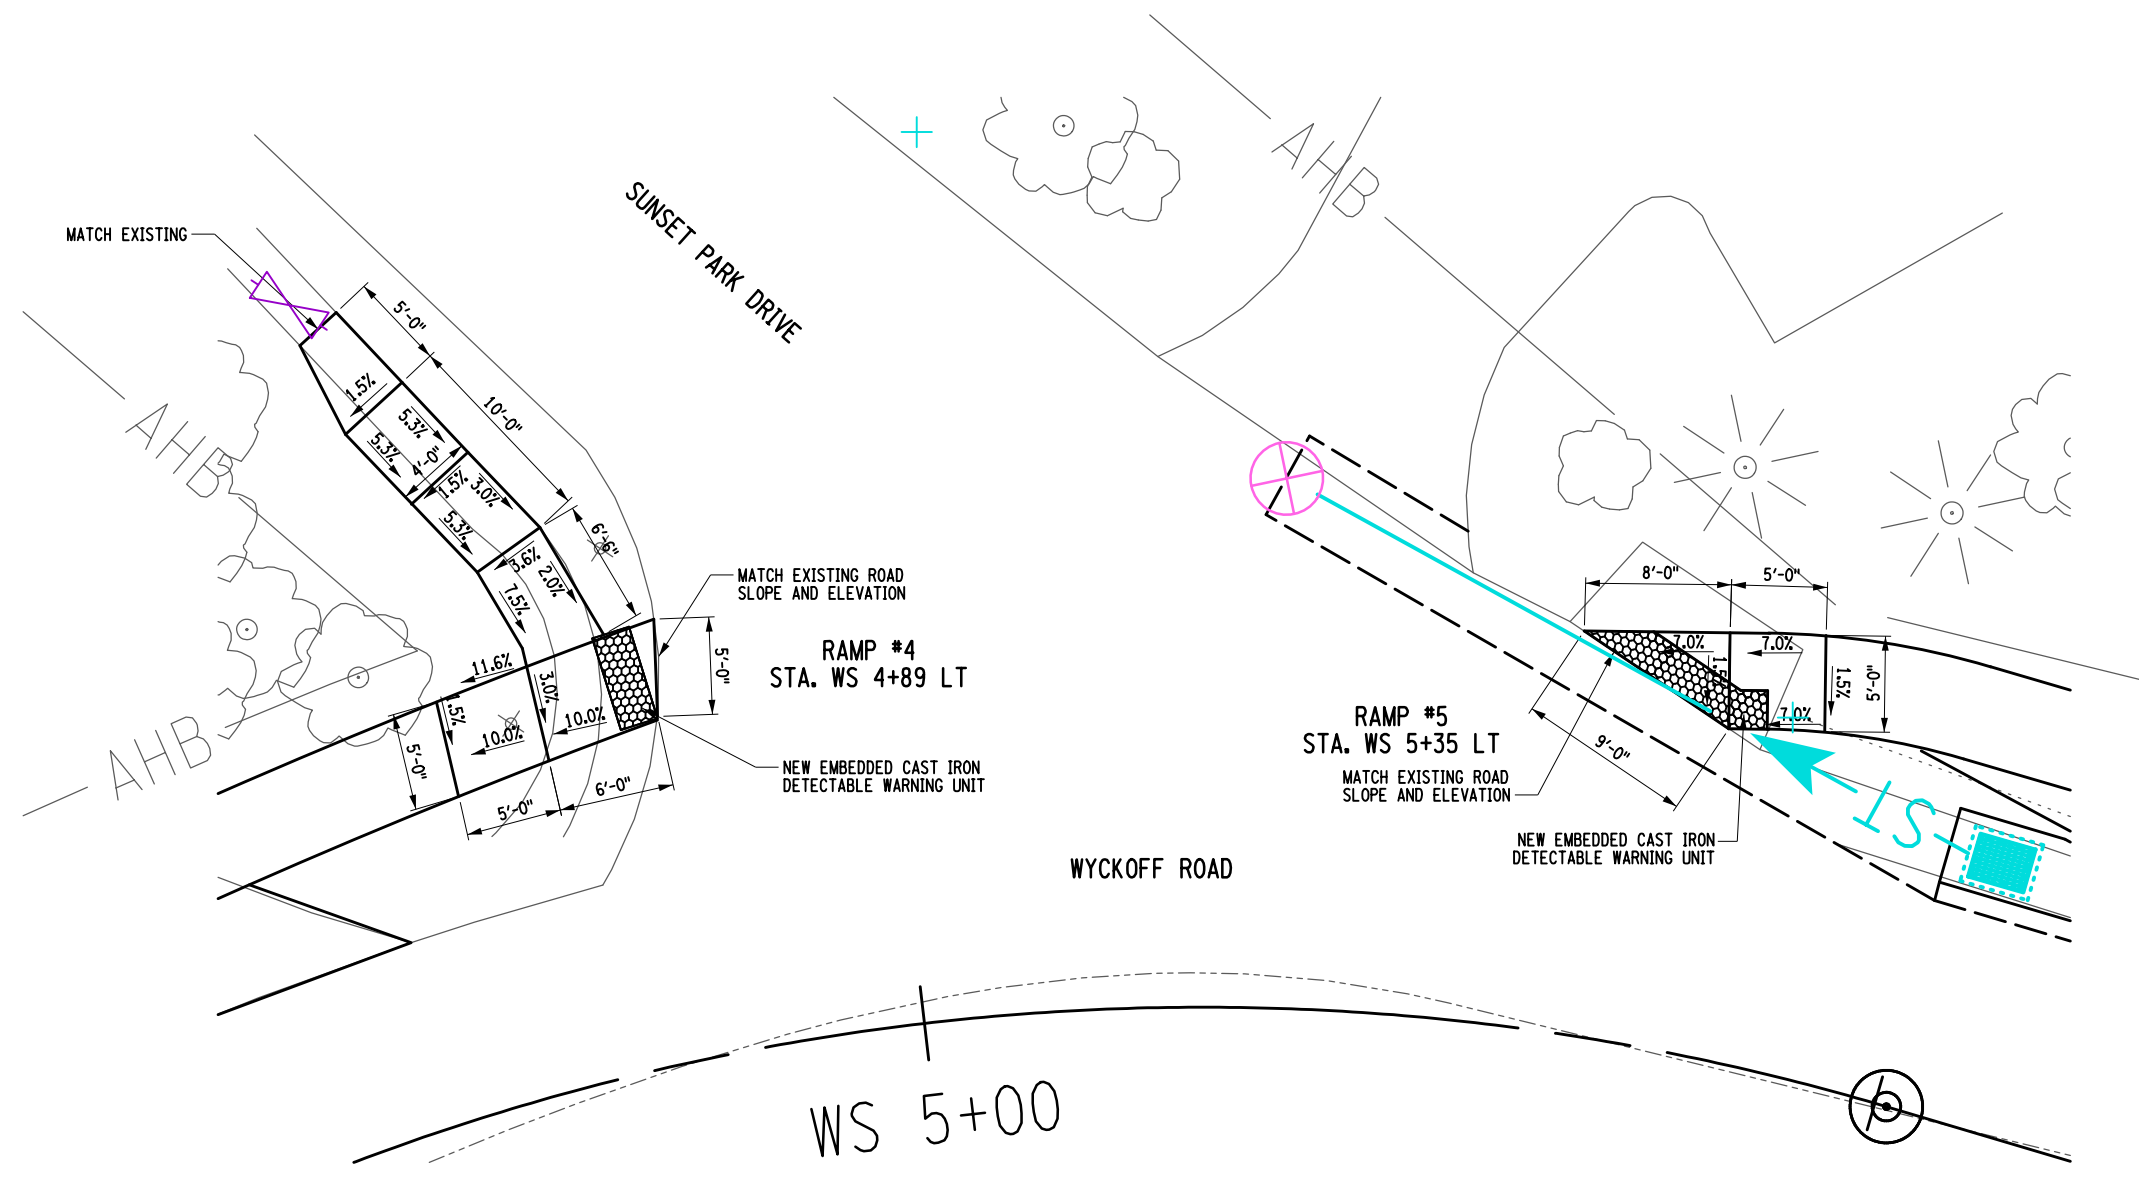 AHB
SUNSET PARK DRIVE
MATCH EXISTING
5'-0"
10'-0"
1.5%
5.3%
5.3%
4'-0"
1.5%
3.0%
5.3%
6'-6"
3.6%
2.0%
7.5%
AHB
MATCH EXISTING ROAD
SLOPE AND ELEVATION
RAMP #4
STA. WS 4+89 LT
11.6%
3.0%
5'-0"
1.5%
10.0%
10.0%
AHB
5'-0"
5'-0"
6'-0"
NEW EMBEDDED CAST IRON
DETECTABLE WARNING UNIT
8'-0"
5'-0"
7.0%
7.0%
1.5%
1.5%
5'-0"
7.0%
RAMP #5
STA. WS 5+35 LT
9'-0"
MATCH EXISTING ROAD
SLOPE AND ELEVATION
NEW EMBEDDED CAST IRON
DETECTABLE WARNING UNIT
ST
WYCKOFF ROAD
WS 5+00